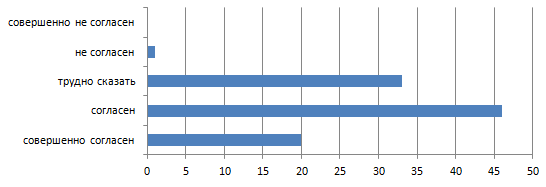 совершенно не согласен
не согласен
трудно сказать
согласен
совершенно согласен
0 5 10 15 20 25 30 35 40 45 50